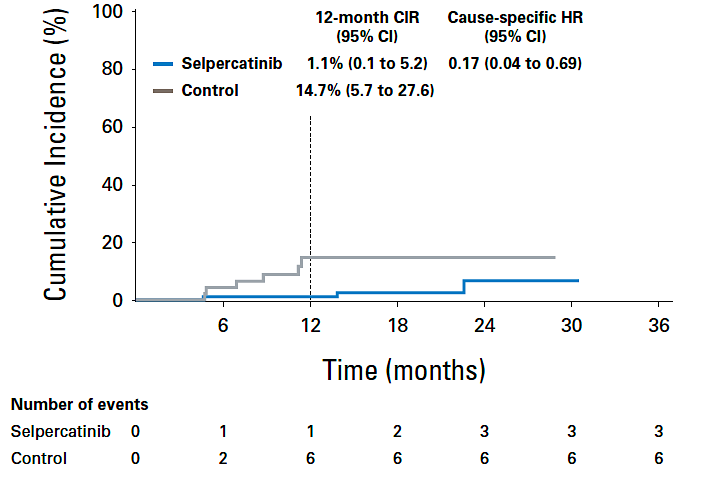 Cumulative Incidence (%)
100
80
60
40
20
0
12-month CIR Cause-specific HR
(95% CI) (95% CI)
Selpercatinib 1.1% (0.1 to 5.2) 0.17 (0.04 to 0.69)
Control 14.7% (5.7 to 27.6)
6 12 18 24 30 36
Time (months)
Number of events
Selpercatinib 0 1 1 2 3 3 3
Control 0 2 6 6 6 6 6